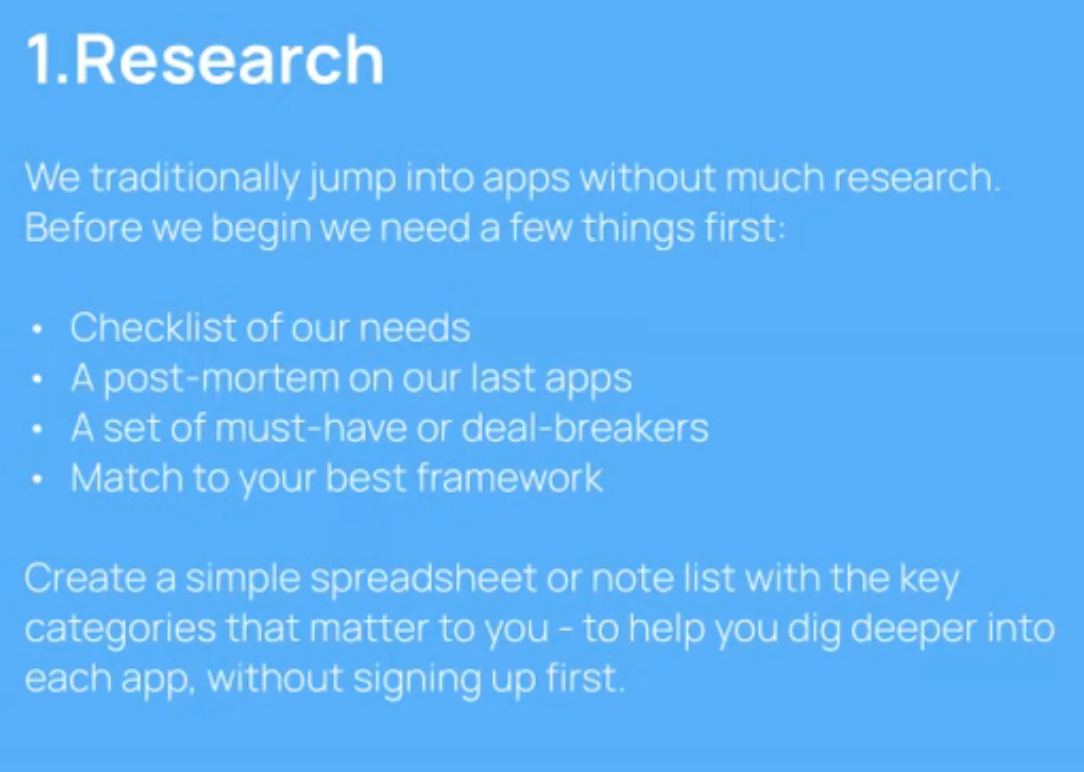 1.Research
We traditionally jump into apps without much research.
Before we begin we need a few things first:
• Checklist of our needs
• A post-mortem on our last apps
• A set of must-have or deal-breakers
• Match to your best framework
Create a simple spreadsheet or note list with the key
categories that matter to you - to help you dig deeper into
each app, without signing up first.